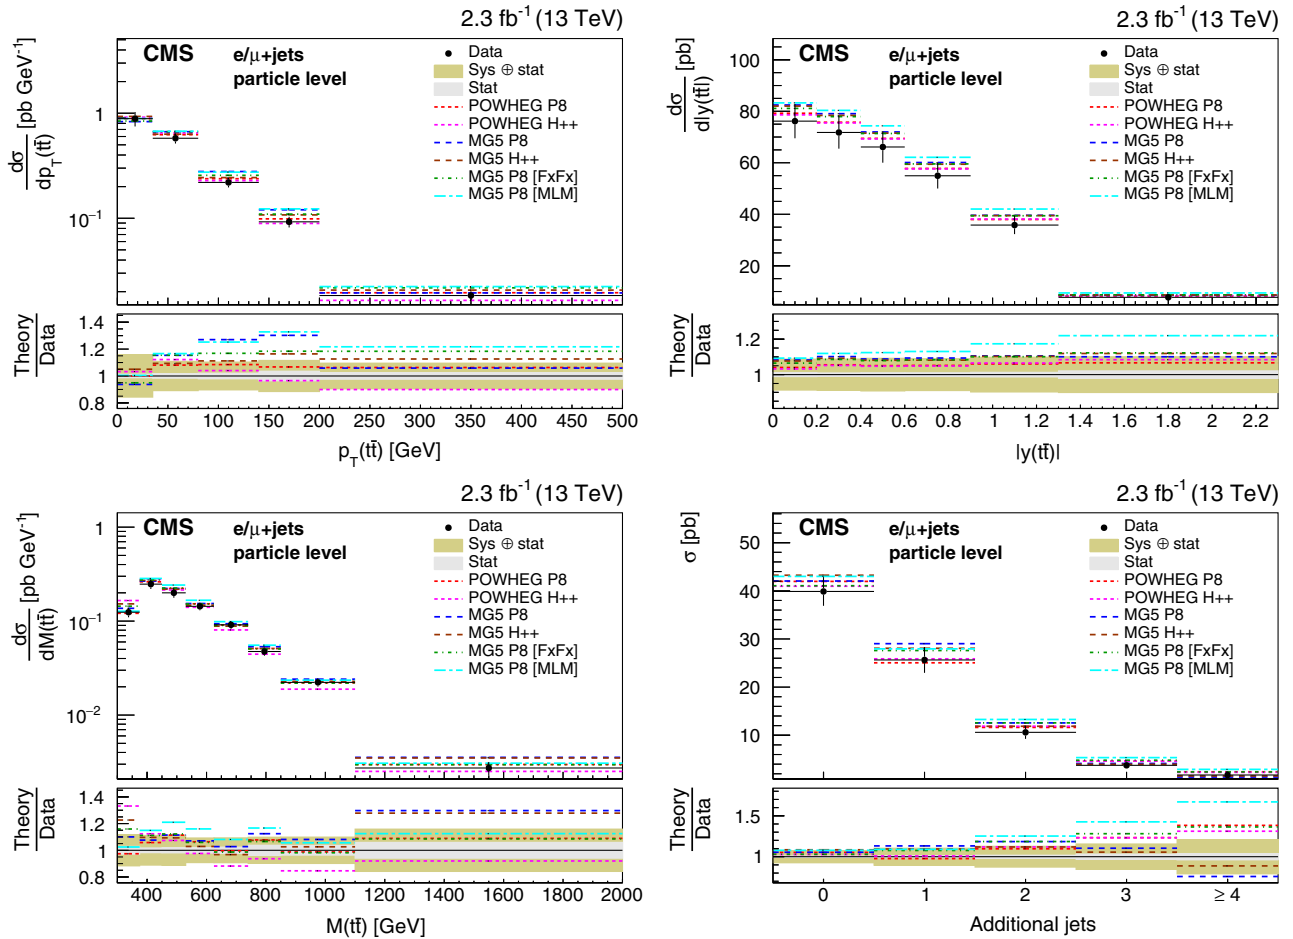 2.3 fb⁻¹ (13 TeV)
CMS
e/μ+jets
particle level
Data
Sys ⊕ stat
Stat
POWHEG P8
POWHEG H++
MG5 P8
MG5 H++
MG5 P8 [FxFx]
MG5 P8 [MLM]
dσ/dp_T(tt̄) [pb GeV⁻¹]
1
10⁻¹
Theory/Data
1.4
1.2
1
0.8
0 50 100 150 200 250 300 350 400 450 500
p_T(tt̄) [GeV]
2.3 fb⁻¹ (13 TeV)
CMS
e/μ+jets
particle level
Data
Sys ⊕ stat
Stat
POWHEG P8
POWHEG H++
MG5 P8
MG5 H++
MG5 P8 [FxFx]
MG5 P8 [MLM]
dσ/d|y(tt̄)| [pb]
100
80
60
40
20
Theory/Data
1.2
1
0 0.2 0.4 0.6 0.8 1 1.2 1.4 1.6 1.8 2 2.2
|y(tt̄)|
2.3 fb⁻¹ (13 TeV)
CMS
e/μ+jets
particle level
Data
Sys ⊕ stat
Stat
POWHEG P8
POWHEG H++
MG5 P8
MG5 H++
MG5 P8 [FxFx]
MG5 P8 [MLM]
dσ/dM(tt̄) [pb GeV⁻¹]
1
10⁻¹
10⁻²
Theory/Data
1.4
1.2
1
0.8
400 600 800 1000 1200 1400 1600 1800 2000
M(tt̄) [GeV]
2.3 fb⁻¹ (13 TeV)
CMS
e/μ+jets
particle level
Data
Sys ⊕ stat
Stat
POWHEG P8
POWHEG H++
MG5 P8
MG5 H++
MG5 P8 [FxFx]
MG5 P8 [MLM]
σ [pb]
50
40
30
20
10
Theory/Data
1.5
1
0 1 2 3 ≥ 4
Additional jets